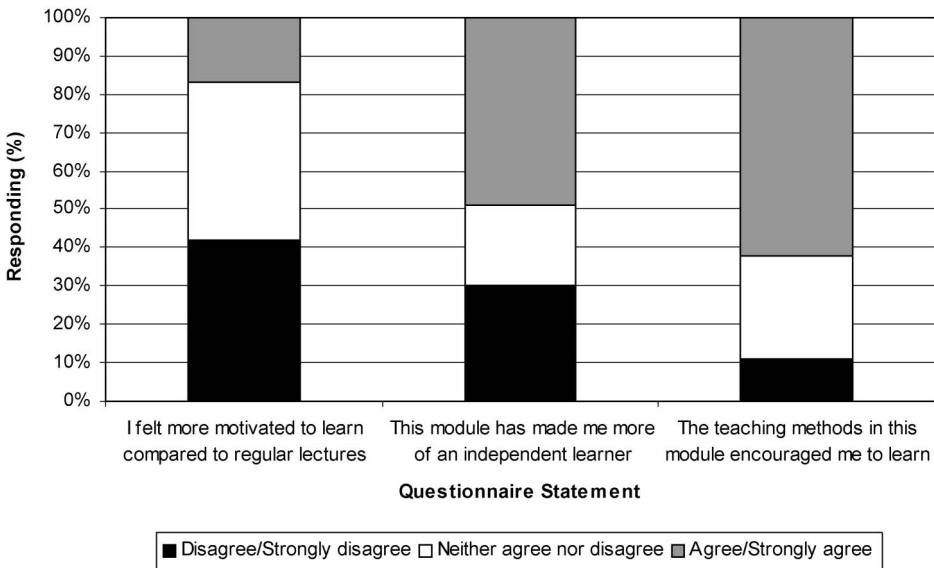 100%
90%
80%
70%
60%
50%
40%
30%
20%
10%
0%
Responding (%)
I felt more motivated to learn
compared to regular lectures
This module has made me more
of an independent learner
The teaching methods in this
module encouraged me to learn
Questionnaire Statement
Disagree/Strongly disagree Neither agree nor disagree Agree/Strongly agree